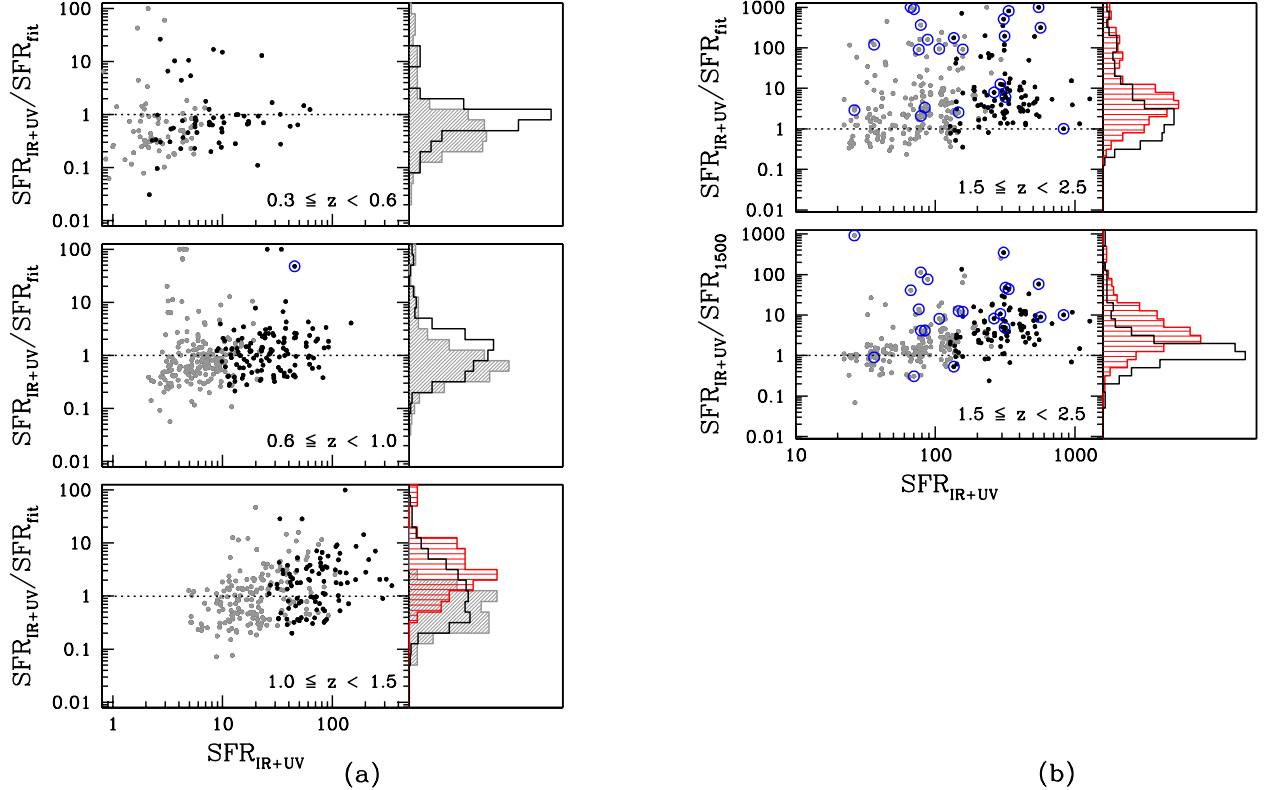 SFR_IR+UV/SFR_fit
100
10
1
0.1
0.01
0.3 ≦ z < 0.6
SFR_IR+UV/SFR_fit
100
10
1
0.1
0.01
0.6 ≦ z < 1.0
SFR_IR+UV/SFR_fit
100
10
1
0.1
0.01
1.0 ≦ z < 1.5
1 10 100
SFR_IR+UV
(a)
SFR_IR+UV/SFR_fit
1000
100
10
1
0.1
0.01
1.5 ≦ z < 2.5
SFR_IR+UV/SFR_1500
1000
100
10
1
0.1
0.01
1.5 ≦ z < 2.5
10 100 1000
SFR_IR+UV
(b)